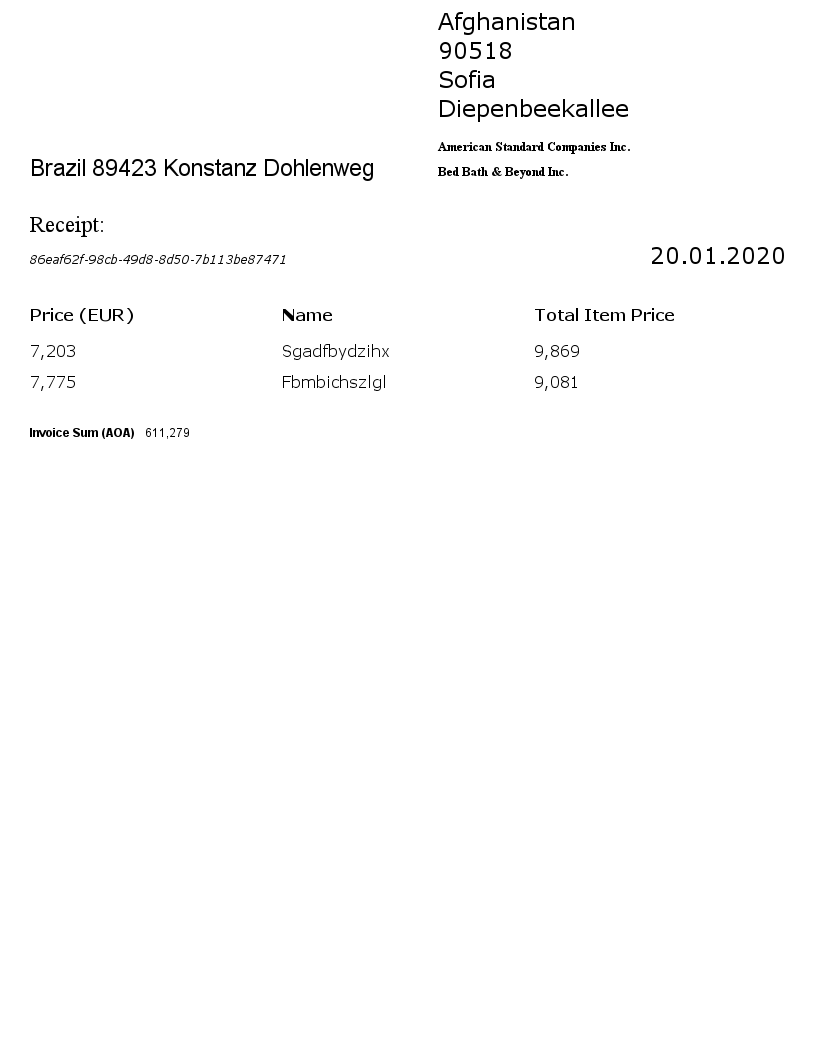 Afghanistan
90518
Sofia
Diepenbeekallee
American Standard Companies Inc.
Bed Bath & Beyond Inc.
Brazil 89423 Konstanz Dohlenweg
Receipt:
86eaf62f-98cb-49d8-8d50-7b113be87471
20.01.2020
Price (EUR) Name Total Item Price
7,203 Sgadfbydzihx 9,869
7,775 Fbmbichszlgl 9,081
Invoice Sum (AOA) 611,279